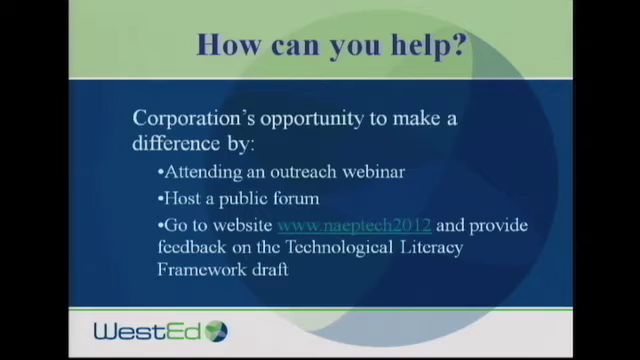 How can you help?
Corporation's opportunity to make a
difference by:
•Attending an outreach webinar
•Host a public forum
•Go to website www.naeptech2012 and provide
feedback on the Technological Literacy
Framework draft
WestEd